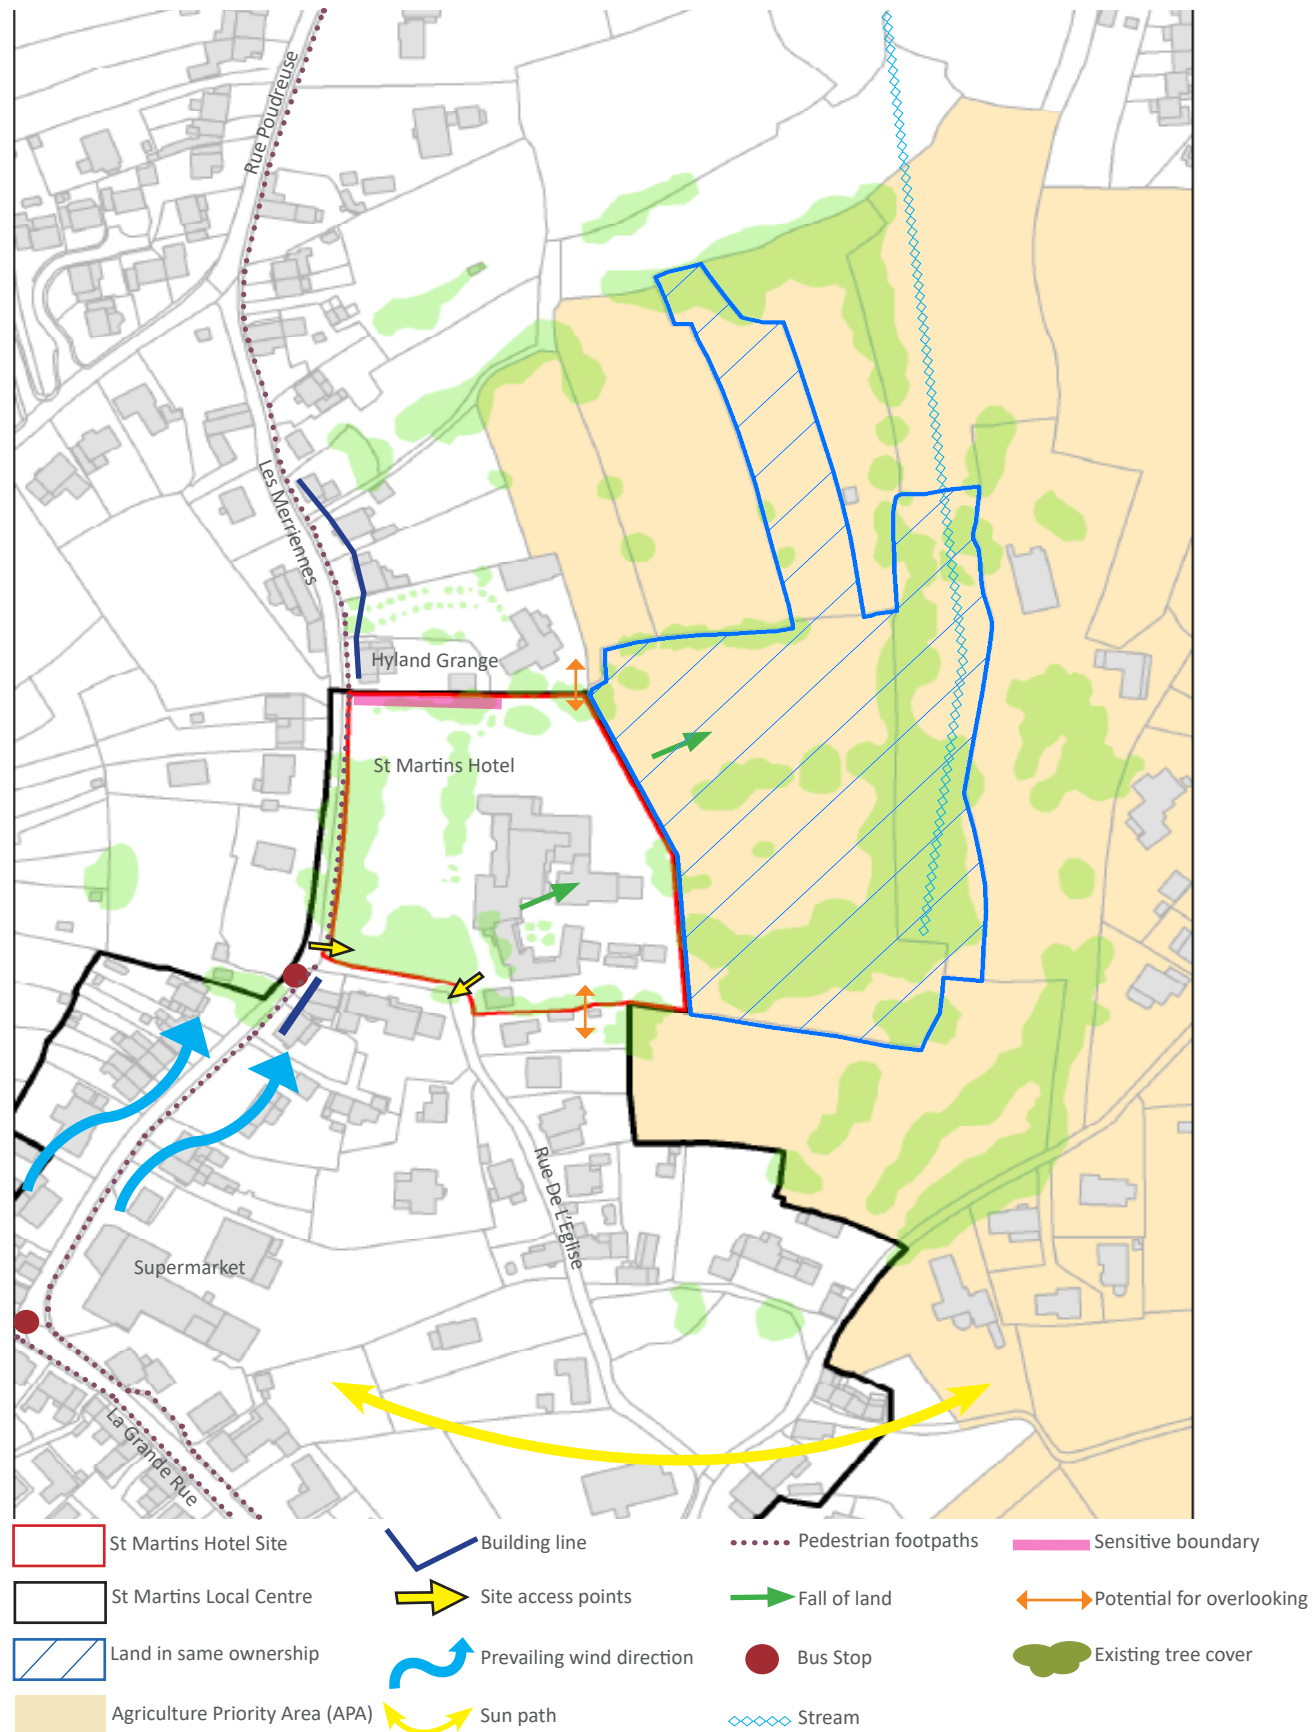 Rue Poudreuse
Les Merriennes
Hyland Grange
St Martins Hotel
Rue De L'Eglise
Supermarket
La Grande Rue
St Martins Hotel Site
Building line
Pedestrian footpaths
Sensitive boundary
St Martins Local Centre
Site access points
Fall of land
Potential for overlooking
Land in same ownership
Prevailing wind direction
Bus Stop
Existing tree cover
Agriculture Priority Area (APA)
Sun path
Stream